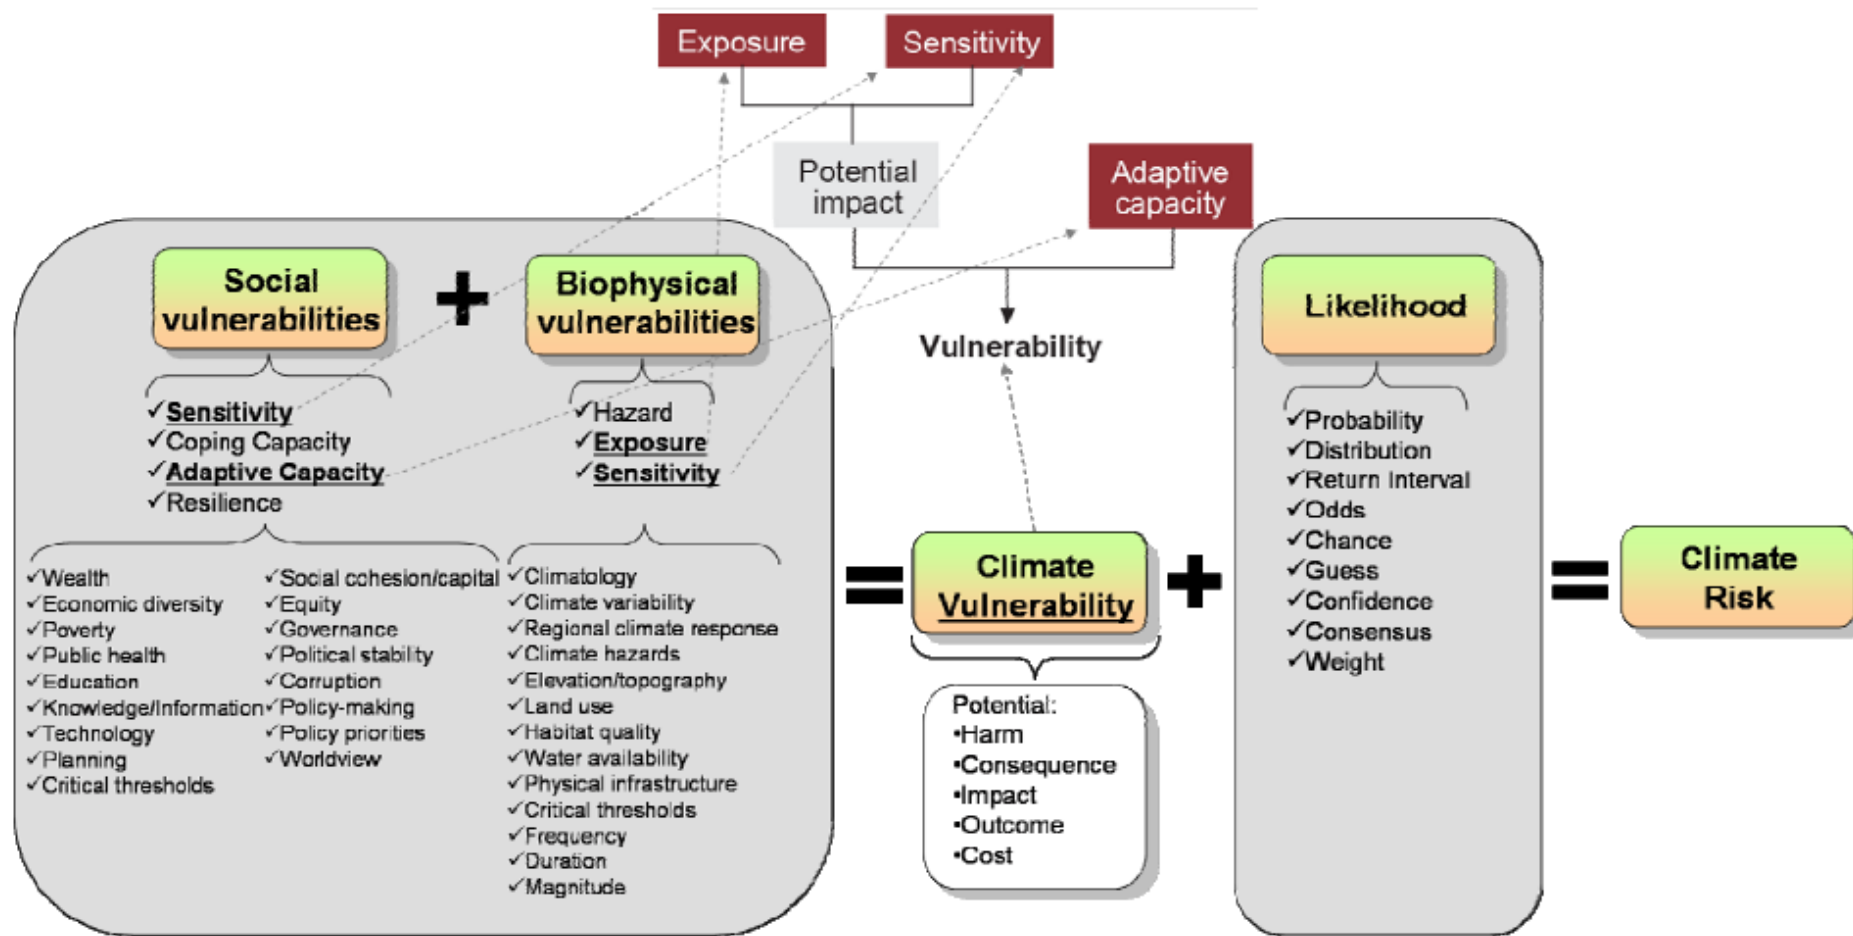 Exposure
Sensitivity
Potential
impact
Adaptive
capacity
Vulnerability
Social
vulnerabilities
+
Biophysical
vulnerabilities
✓Sensitivity
✓Coping Capacity
✓Adaptive Capacity
✓Resilience
✓Hazard
✓Exposure
✓Sensitivity
✓Wealth
✓Economic diversity
✓Poverty
✓Public health
✓Education
✓Knowledge/Information
✓Technology
✓Planning
✓Critical thresholds
✓Social cohesion/capital
✓Equity
✓Governance
✓Political stability
✓Corruption
✓Policy-making
✓Policy priorities
✓Worldview
✓Climatology
✓Climate variability
✓Regional climate response
✓Climate hazards
✓Elevation/topography
✓Land use
✓Habitat quality
✓Water availability
✓Physical infrastructure
✓Critical thresholds
✓Frequency
✓Duration
✓Magnitude
=
Climate
Vulnerability
Potential:
•Harm
•Consequence
•Impact
•Outcome
•Cost
+
Likelihood
✓Probability
✓Distribution
✓Return Interval
✓Odds
✓Chance
✓Guess
✓Confidence
✓Consensus
✓Weight
=
Climate
Risk